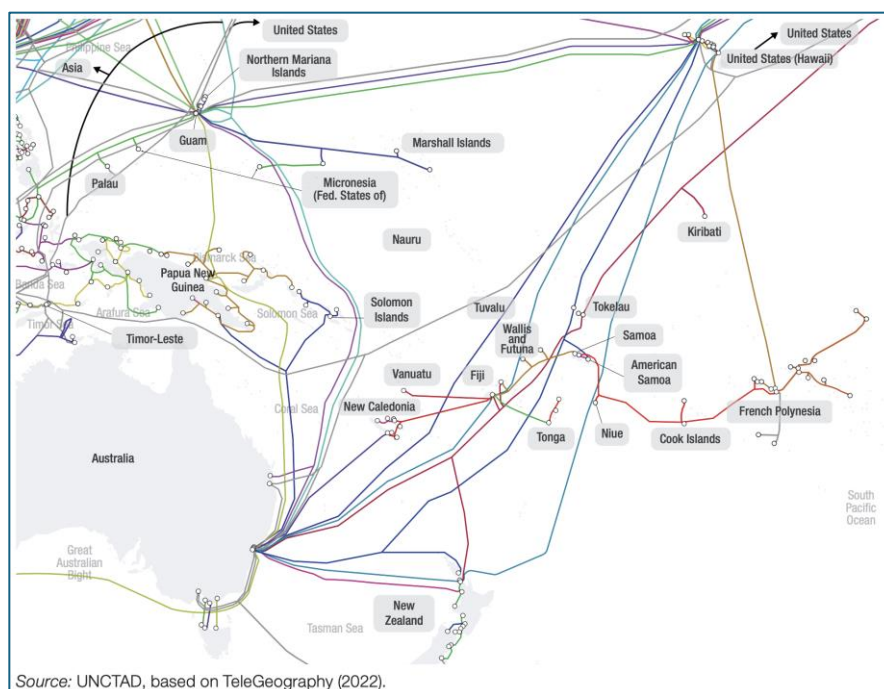 United States
Philippine Sea
United States
Asia
Northern Mariana
Islands
United States (Hawaii)
Guam
Marshall Islands
Palau
Micronesia
(Fed. States of)
Kiribati
Nauru
Bismarck Sea
Papua New
Guinea
Banda Sea
Arafura Sea
Solomon Sea
Solomon
Islands
Tuvalu
Tokelau
Timor Sea
Timor-Leste
Wallis
and
Futuna
Samoa
American
Samoa
Vanuatu
Fiji
New Caledonia
Coral Sea
French Polynesia
Tonga
Niue
Cook Islands
Australia
South
Pacific
Ocean
Great
Australian
Bight
New
Zealand
Tasman Sea
Source: UNCTAD, based on TeleGeography (2022).